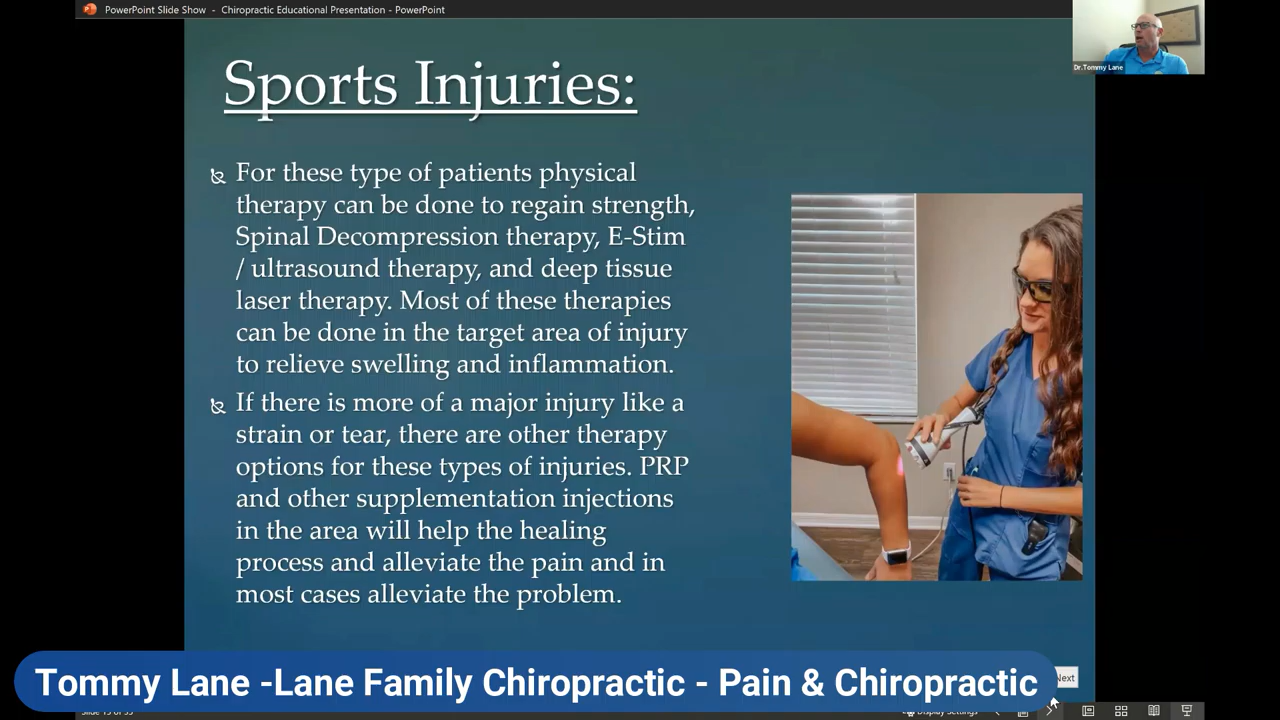 PowerPoint Slide Show - Chiropractic Educational Presentation - PowerPoint
Dr.Tommy Lane
Sports Injuries:
For these type of patients physical
therapy can be done to regain strength,
Spinal Decompression therapy, E-Stim
/ ultrasound therapy, and deep tissue
laser therapy. Most of these therapies
can be done in the target area of injury
to relieve swelling and inflammation.
If there is more of a major injury like a
strain or tear, there are other therapy
options for these types of injuries. PRP
and other supplementation injections
in the area will help the healing
process and alleviate the pain and in
most cases alleviate the problem.
Next
Tommy Lane -Lane Family Chiropractic - Pain & Chiropractic
Display Settings